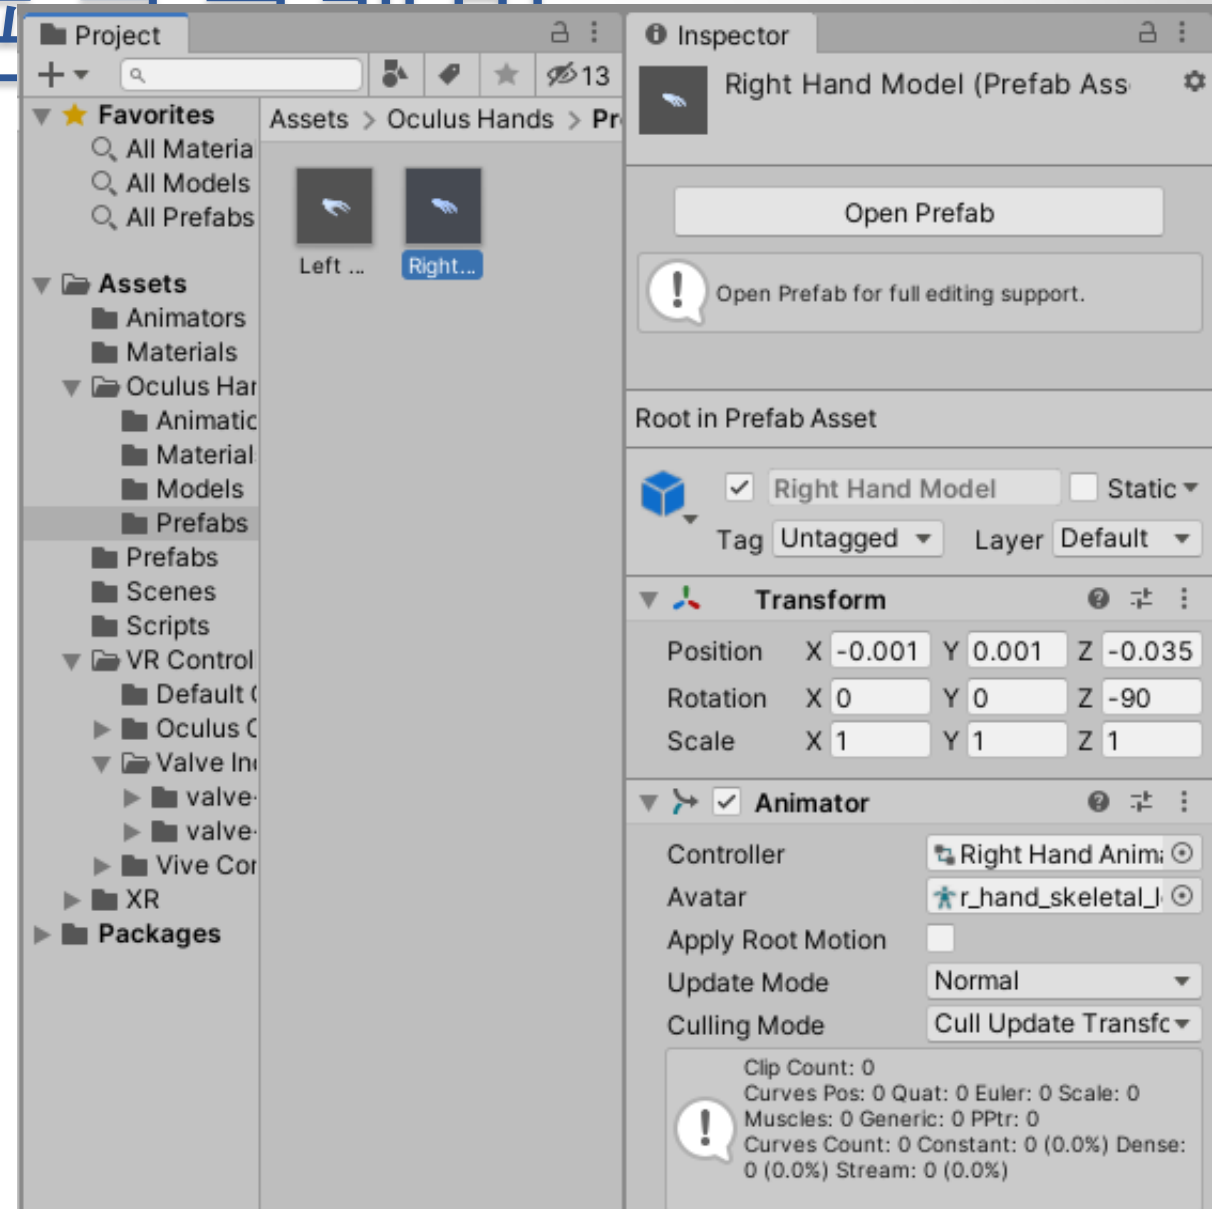 Project
13
Favorites
All Materia
All Models
All Prefabs
Assets
Animators
Materials
Oculus Har
Animatic
Material
Models
Prefabs
Prefabs
Scenes
Scripts
VR Control
Default
Oculus C
Valve Ind
valve-
valve-
Vive Cor
XR
Packages
Assets > Oculus Hands > Pr
Left ...
Right...
Inspector
Right Hand Model (Prefab Ass
Open Prefab
Open Prefab for full editing support.
Root in Prefab Asset
Right Hand Model Static
Tag Untagged Layer Default
Transform
Position X -0.001 Y 0.001 Z -0.035
Rotation X 0 Y 0 Z -90
Scale X 1 Y 1 Z 1
Animator
Controller Right Hand Anima
Avatar r_hand_skeletal_l
Apply Root Motion
Update Mode Normal
Culling Mode Cull Update Transfo
Clip Count: 0
Curves Pos: 0 Quat: 0 Euler: 0 Scale: 0
Muscles: 0 Generic: 0 PPtr: 0
Curves Count: 0 Constant: 0 (0.0%) Dense:
0 (0.0%) Stream: 0 (0.0%)